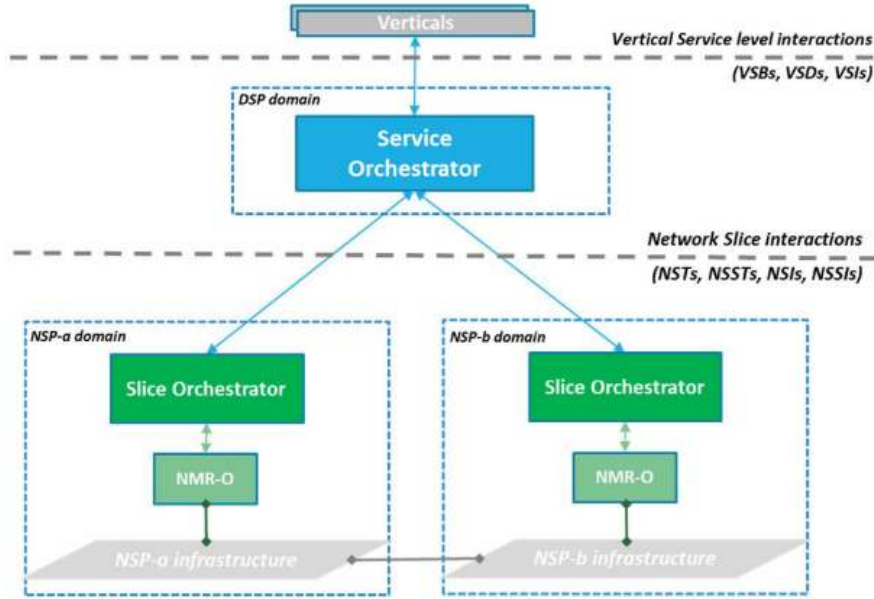 Verticals
Vertical Service level interactions
(VSBs, VSDs, VSIs)
DSP domain
Service
Orchestrator
Network Slice interactions
(NSTs, NSSTs, NSIs, NSSIs)
NSP-a domain
Slice Orchestrator
NMR-O
NSP-a infrastructure
NSP-b domain
Slice Orchestrator
NMR-O
NSP-b infrastructure